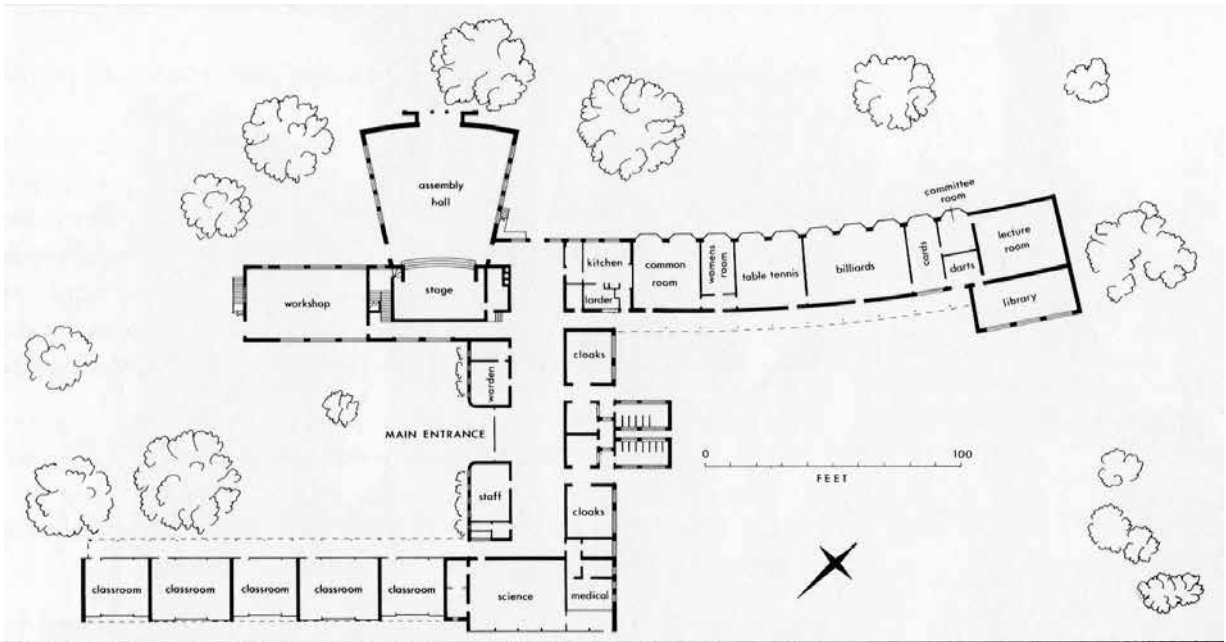 assembly
hall
committee
room
lecture
room
kitchen
common
room
womens
room
table tennis
billiards
cards
darts
larder
library
workshop
stage
cloaks
warden
MAIN ENTRANCE
0
100
FEET
staff
cloaks
classroom
classroom
classroom
classroom
classroom
science
medical